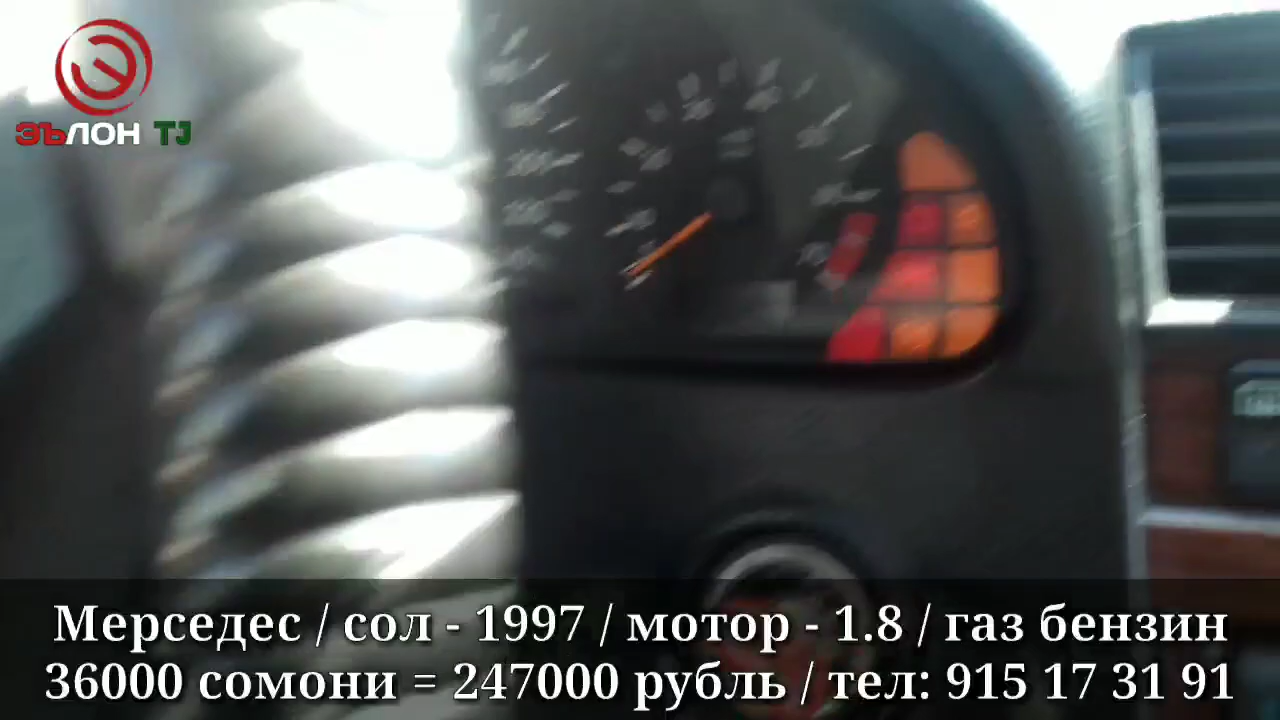 ЭЪЛОН TJ
Мерседес / сол - 1997 / мотор - 1.8 / газ бензин
36000 сомони = 247000 рубль / тел: 915 17 31 91